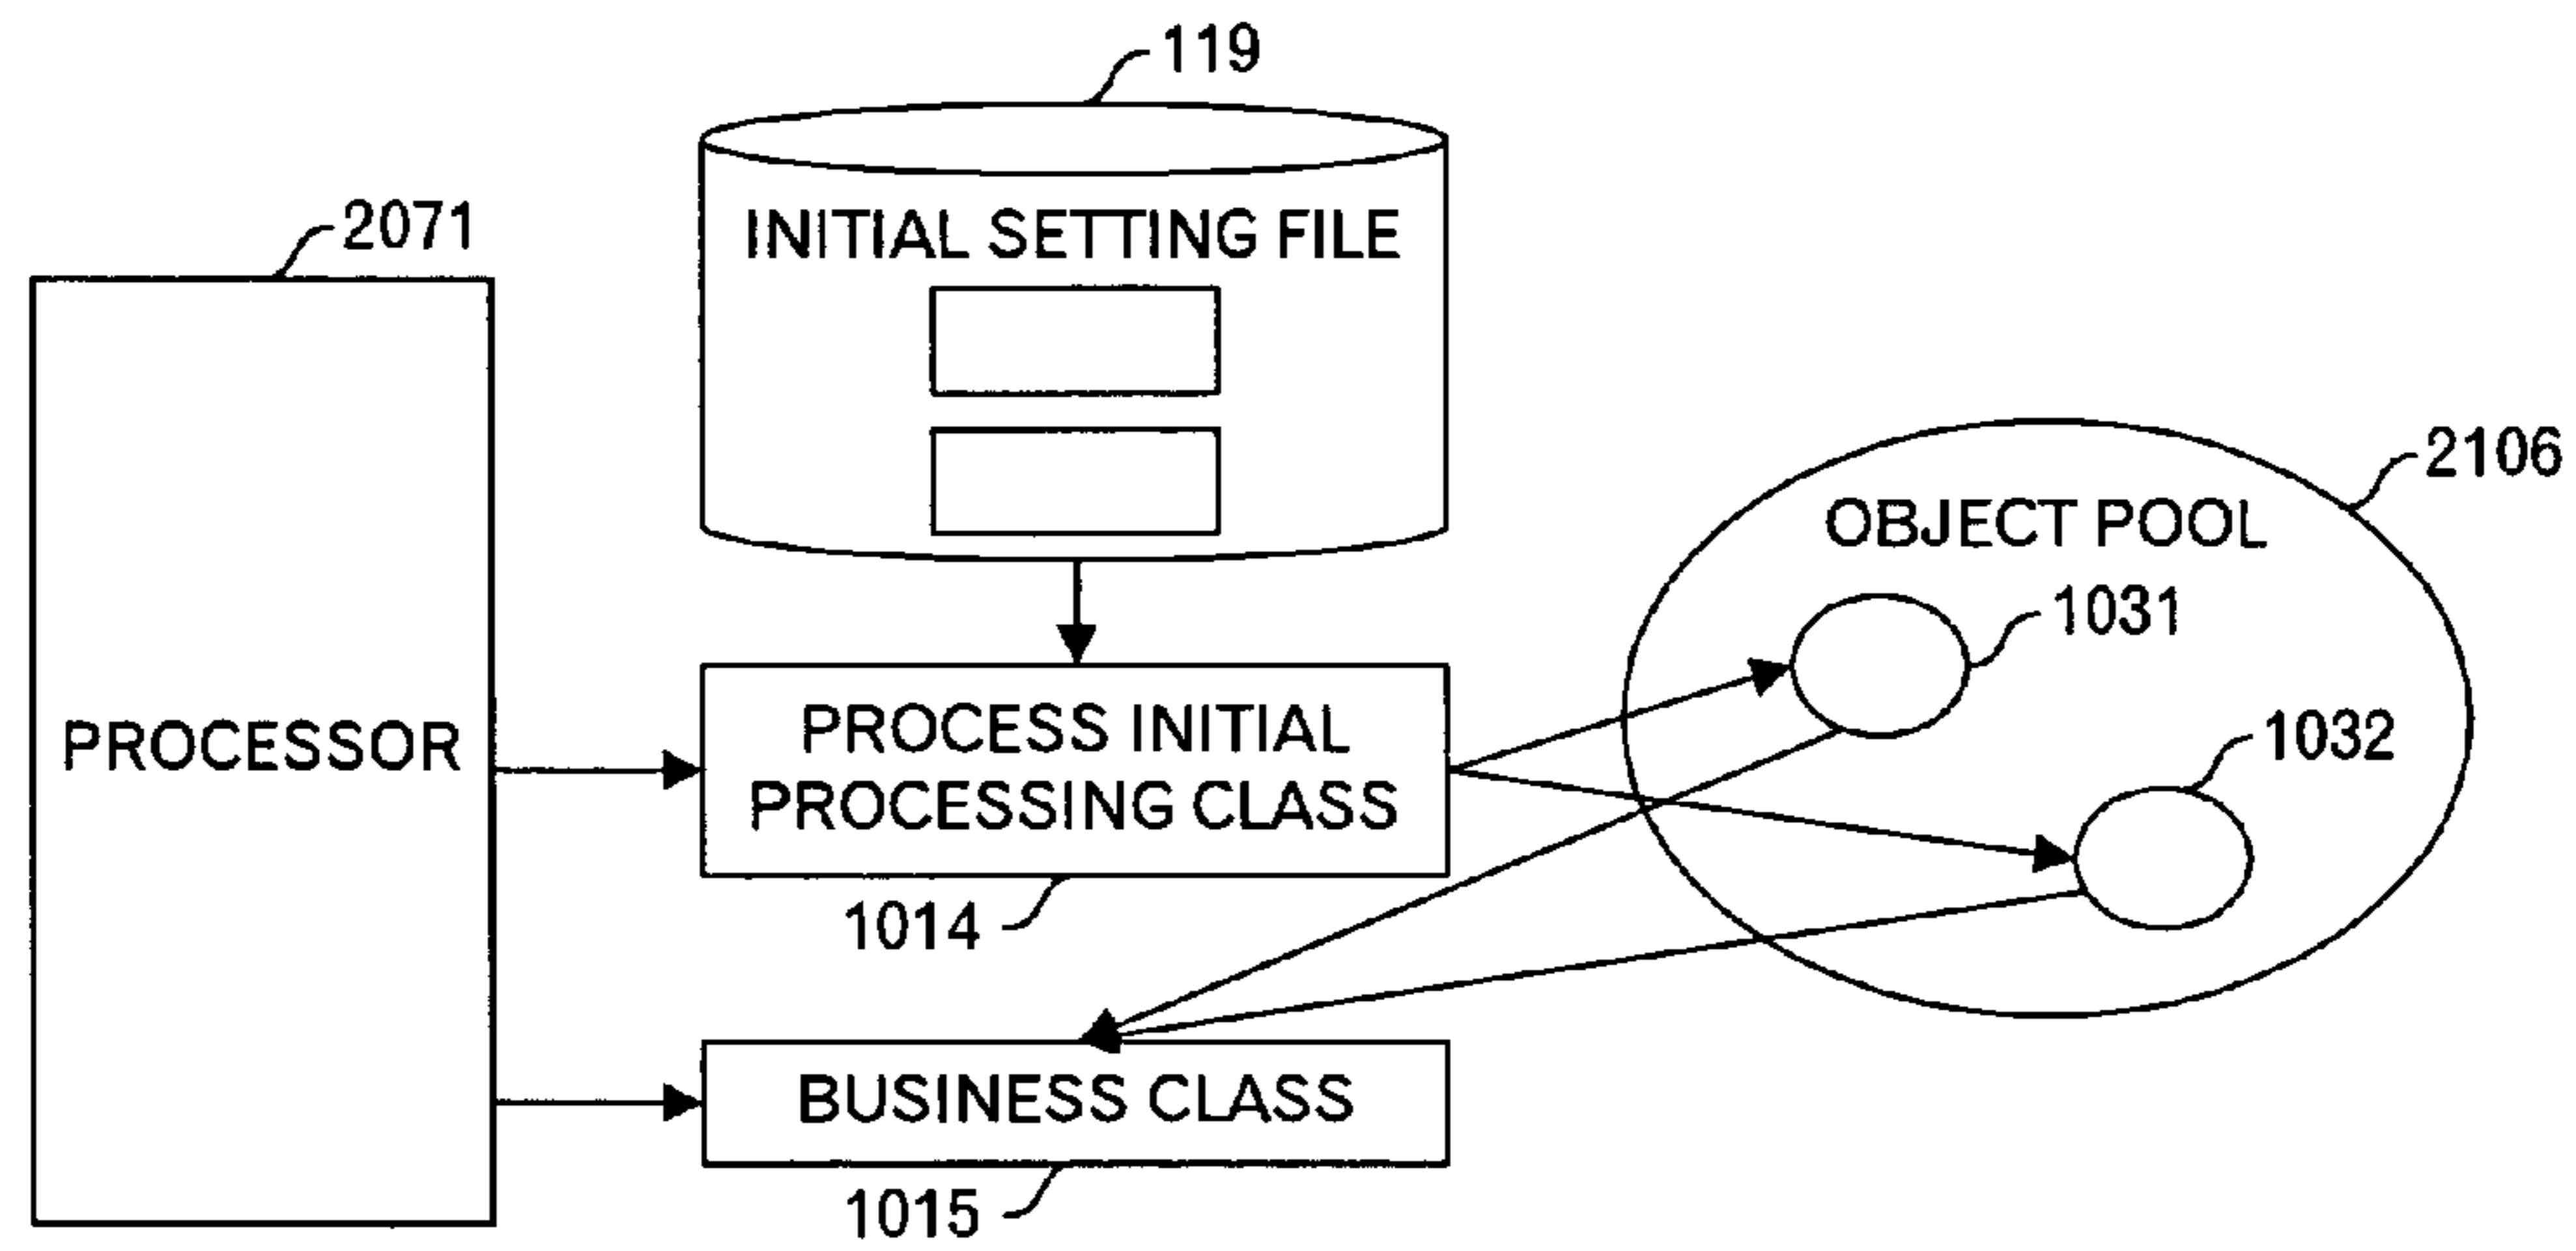 119
2071
INITIAL SETTING FILE
2106
OBJECT POOL
1031
PROCESSOR
PROCESS INITIAL
PROCESSING CLASS
1032
1014
BUSINESS CLASS
1015